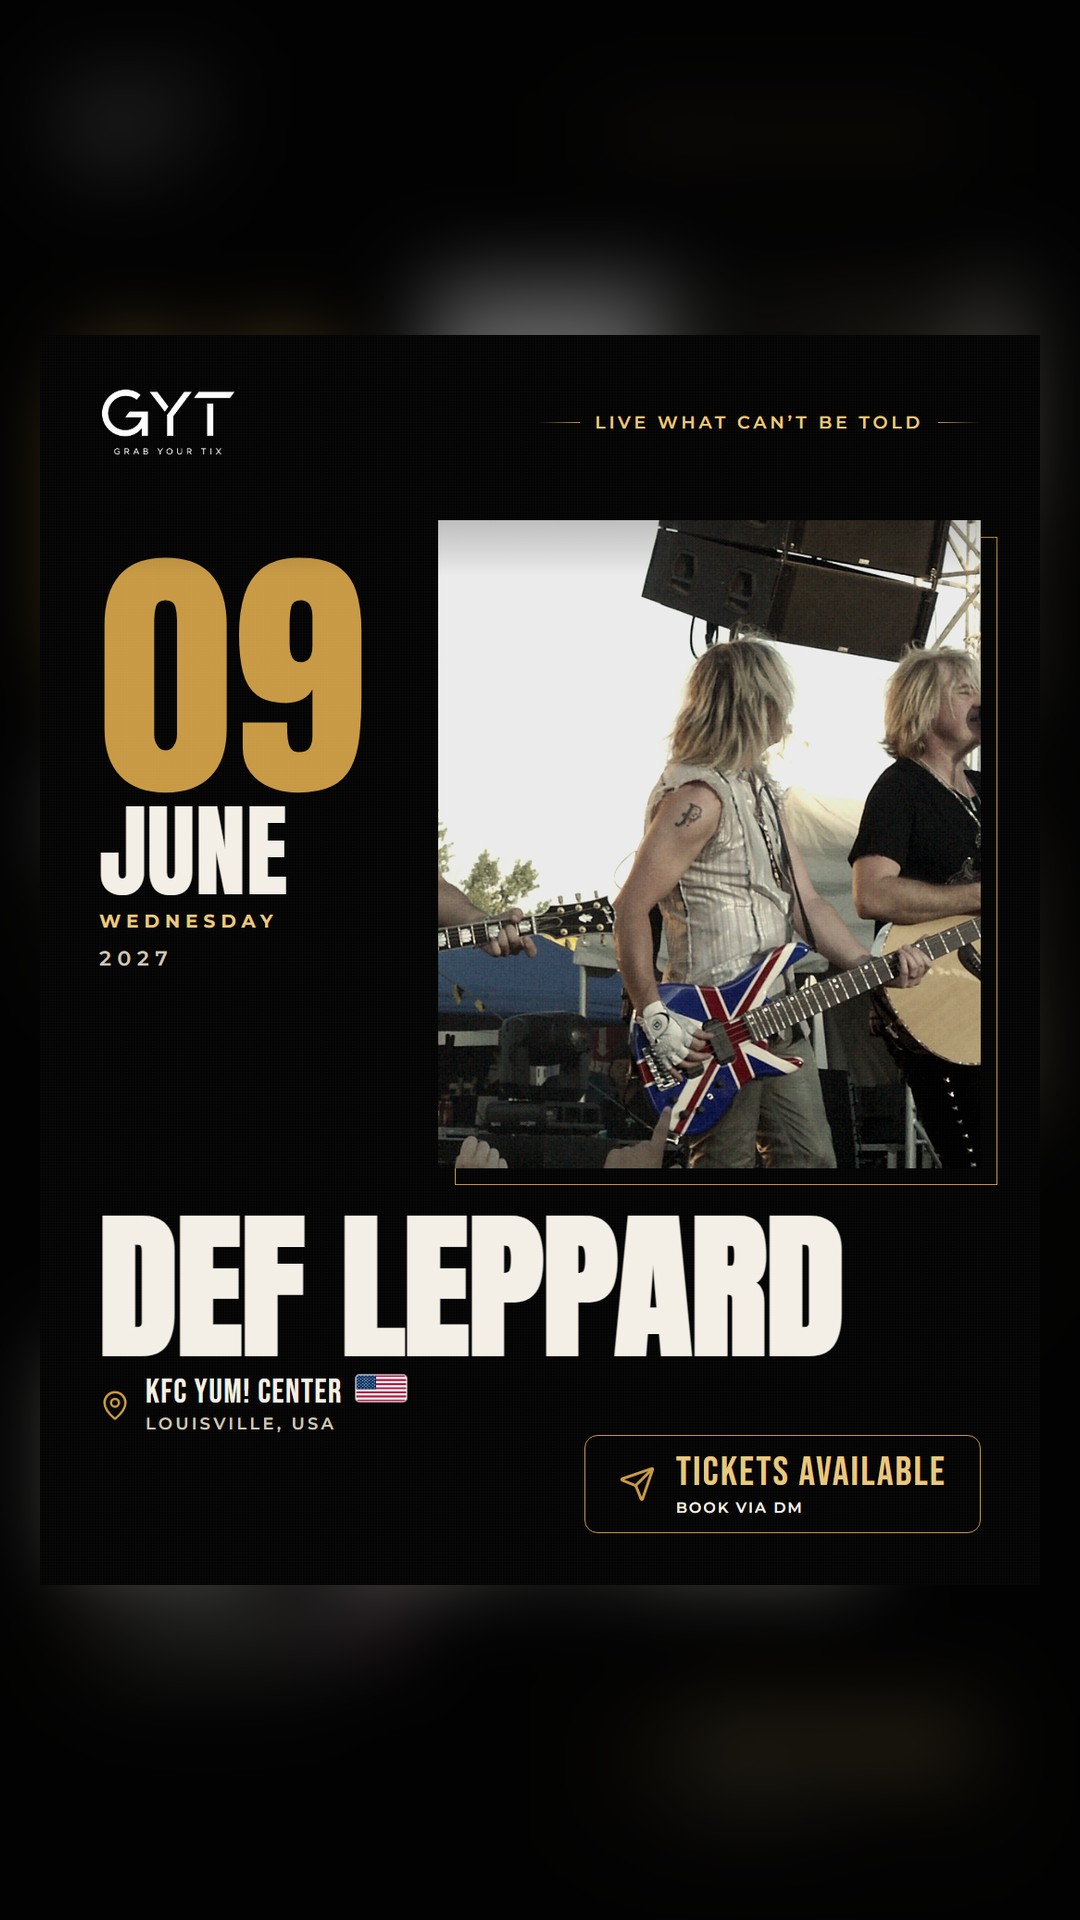 GYT
GRAB YOUR TIX
LIVE WHAT CAN’T BE TOLD
09
JUNE
WEDNESDAY
2027
DEF LEPPARD
KFC YUM! CENTER
LOUISVILLE, USA
TICKETS AVAILABLE
BOOK VIA DM